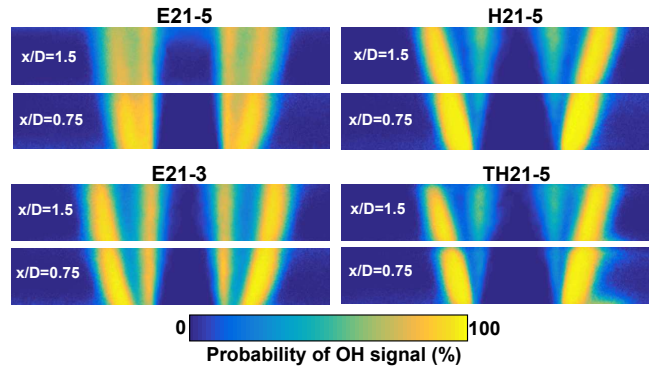 E21-5
H21-5
x/D=1.5
x/D=1.5
x/D=0.75
x/D=0.75
E21-3
TH21-5
x/D=1.5
x/D=1.5
x/D=0.75
x/D=0.75
0
100
Probability of OH signal (%)